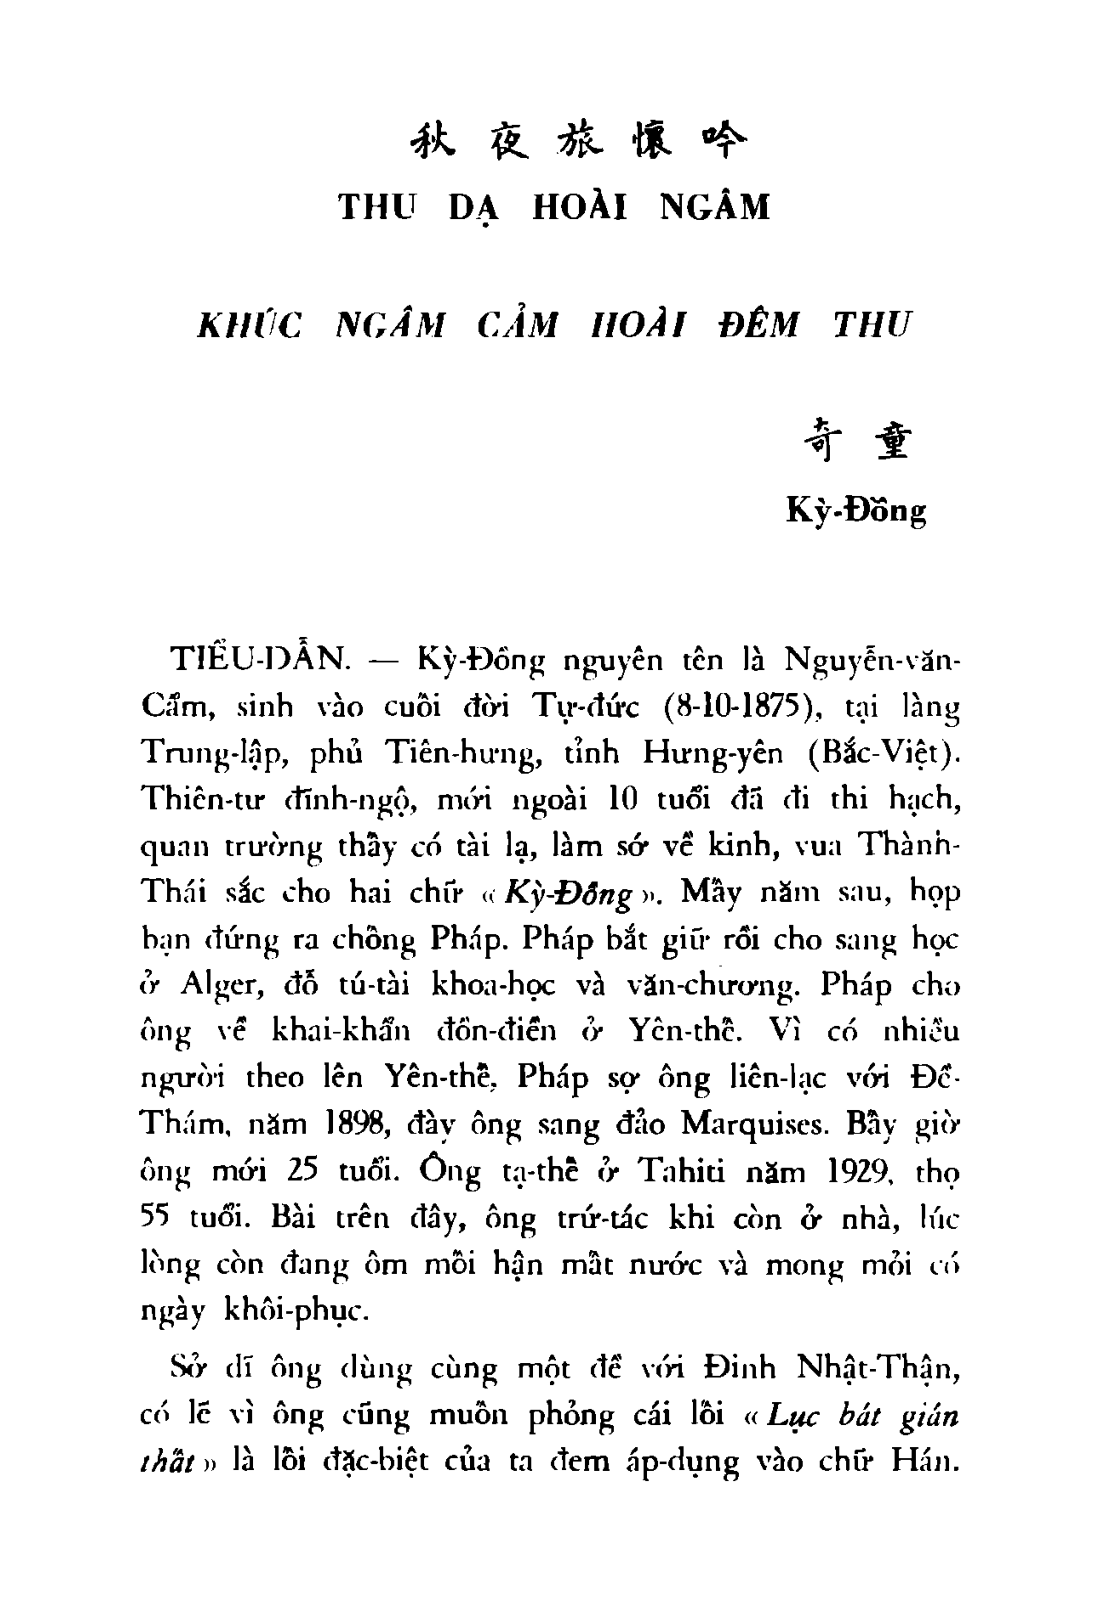 秋夜旅懷吟
THU DẠ HOÀI NGÂM
KHÚC NGÂM CẢM HOÀI ĐÊM THU
奇童
Kỳ-Đồng
TIỂU-DẪN. — Kỳ-Đồng nguyên tên là Nguyễn-văn-
Cẩm, sinh vào cuối đời Tự-đức (8-10-1875), tại làng
Trung-lập, phủ Tiên-hưng, tỉnh Hưng-yên (Bắc-Việt).
Thiên-tư đĩnh-ngộ, mới ngoài 10 tuổi đã đi thi hạch,
quan trường thấy có tài lạ, làm sớ về kinh, vua Thành-
Thái sắc cho hai chữ « Kỳ-Đồng ». Mấy năm sau, họp
bạn đứng ra chống Pháp. Pháp bắt giữ rồi cho sang học
ở Alger, đỗ tú-tài khoa-học và văn-chương. Pháp cho
ông về khai-khẩn đồn-điền ở Yên-thế. Vì có nhiều
người theo lên Yên-thế, Pháp sợ ông liên-lạc với Đề-
Thám, năm 1898, đày ông sang đảo Marquises. Bấy giờ
ông mới 25 tuổi. Ông tạ-thế ở Tahiti năm 1929, thọ
55 tuổi. Bài trên đây, ông trứ-tác khi còn ở nhà, lúc
lòng còn đang ôm mối hận mất nước và mong mỏi có
ngày khôi-phục.
Sở dĩ ông dùng cùng một đề với Đinh Nhật-Thận,
có lẽ vì ông cũng muốn phỏng cái lối « Lục bát gián
thất » là lối đặc-biệt của ta đem áp-dụng vào chữ Hán.